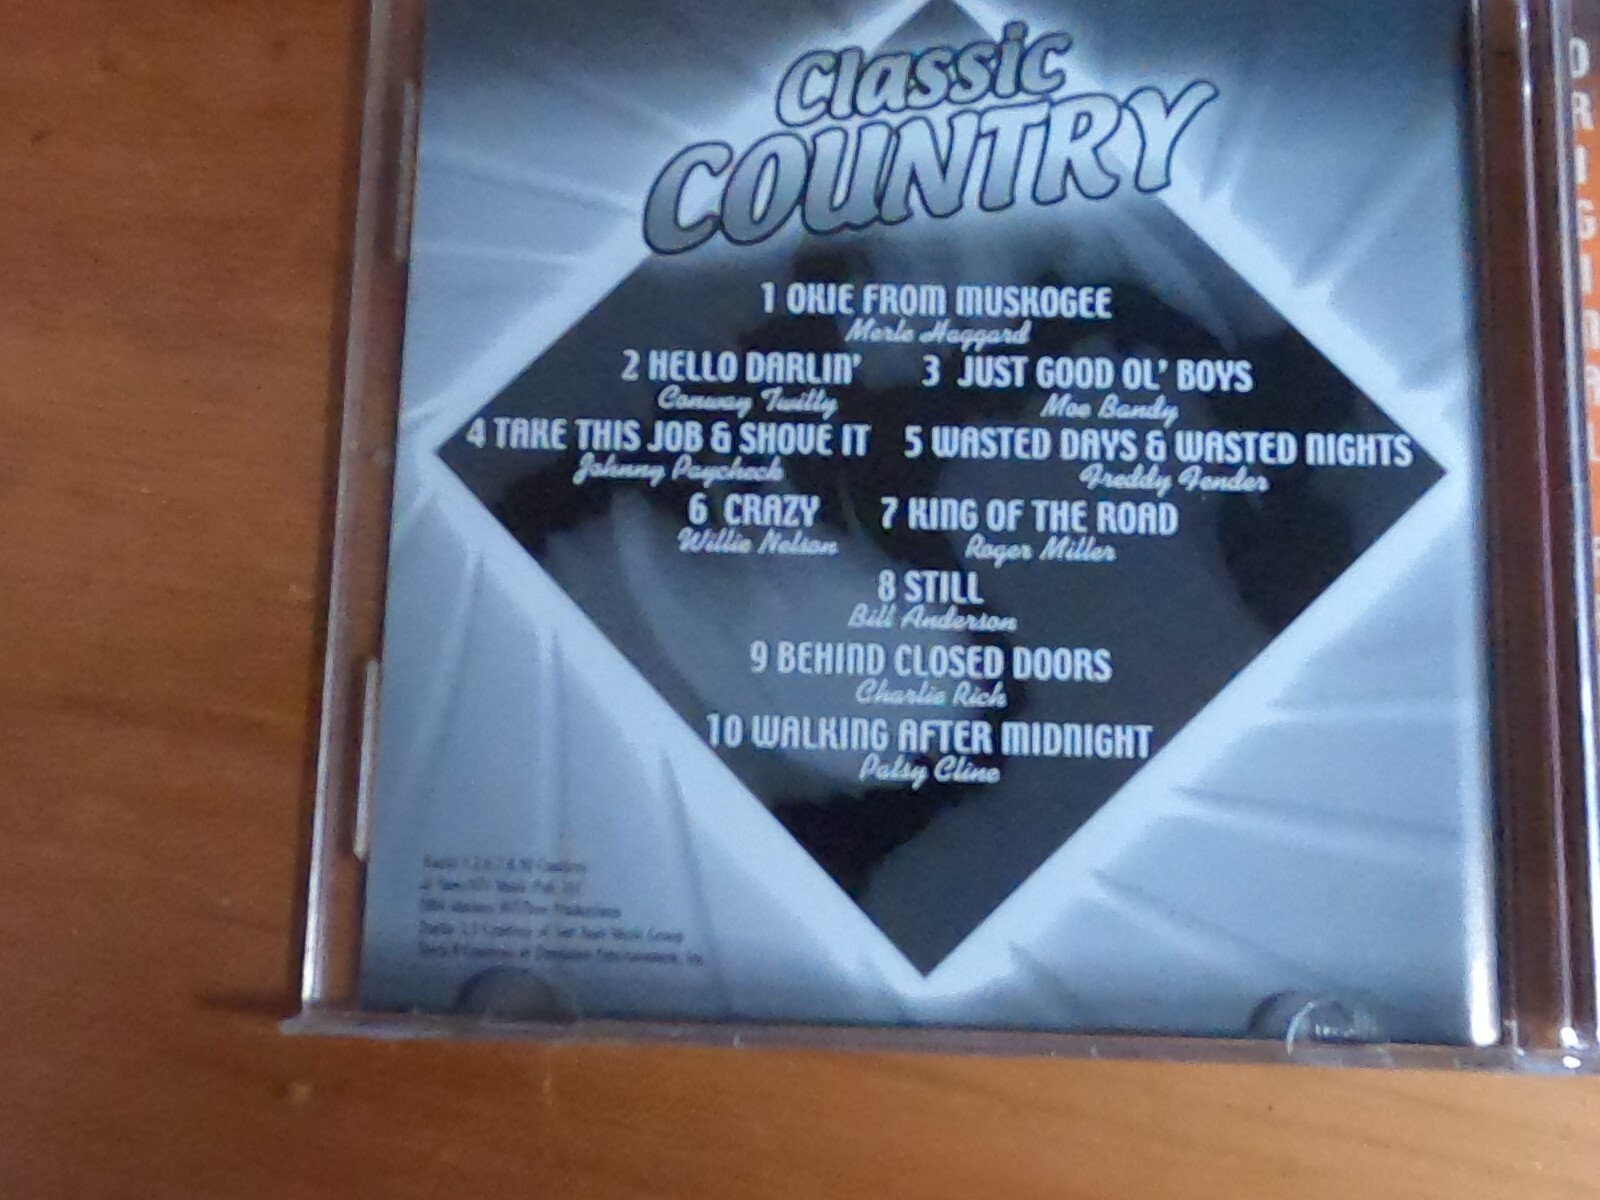 Classic
COUNTRY
1 OKIE FROM MUSKOGEE
Merle Haggard
2 HELLO DARLIN' 3 JUST GOOD OL' BOYS
Conway Twitty Moe Bandy
4 TAKE THIS JOB & SHOVE IT 5 WASTED DAYS & WASTED NIGHTS
Johnny Paycheck Freddy Fender
6 CRAZY 7 KING OF THE ROAD
Willie Nelson Roger Miller
8 STILL
Bill Anderson
9 BEHIND CLOSED DOORS
Charlie Rich
10 WALKING AFTER MIDNIGHT
Patsy Cline
ORIGINAL